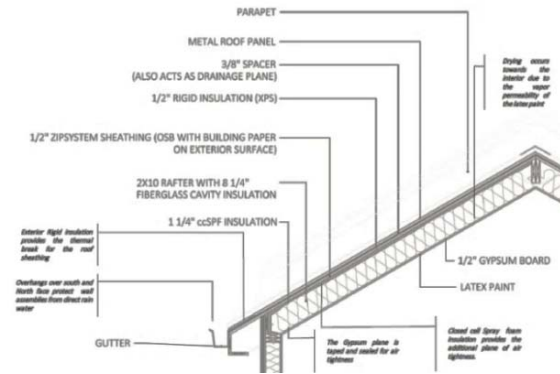 PARAPET
METAL ROOF PANEL
3/8" SPACER
(ALSO ACTS AS DRAINAGE PLANE)
1/2" RIGID INSULATION (XPS)
1/2" ZIPSYSTEM SHEATHING (OSB WITH BUILDING PAPER
ON EXTERIOR SURFACE)
2X10 RAFTER WITH 8 1/4"
FIBERGLASS CAVITY INSULATION
1 1/4" ccSPF INSULATION
Drying occurs
towards the
interior due to
the vapor
permeability of
the latex paint
Exterior Rigid insulation
provides the thermal
break for the roof
sheathing
Overhangs over south and
North face protect wall
assemblies from direct rain
water
GUTTER
1/2" GYPSUM BOARD
LATEX PAINT
The Gypsum plane is
taped and sealed for air
tightness
Closed cell Spray foam
insulation provides the
additional plane of air
tightness.